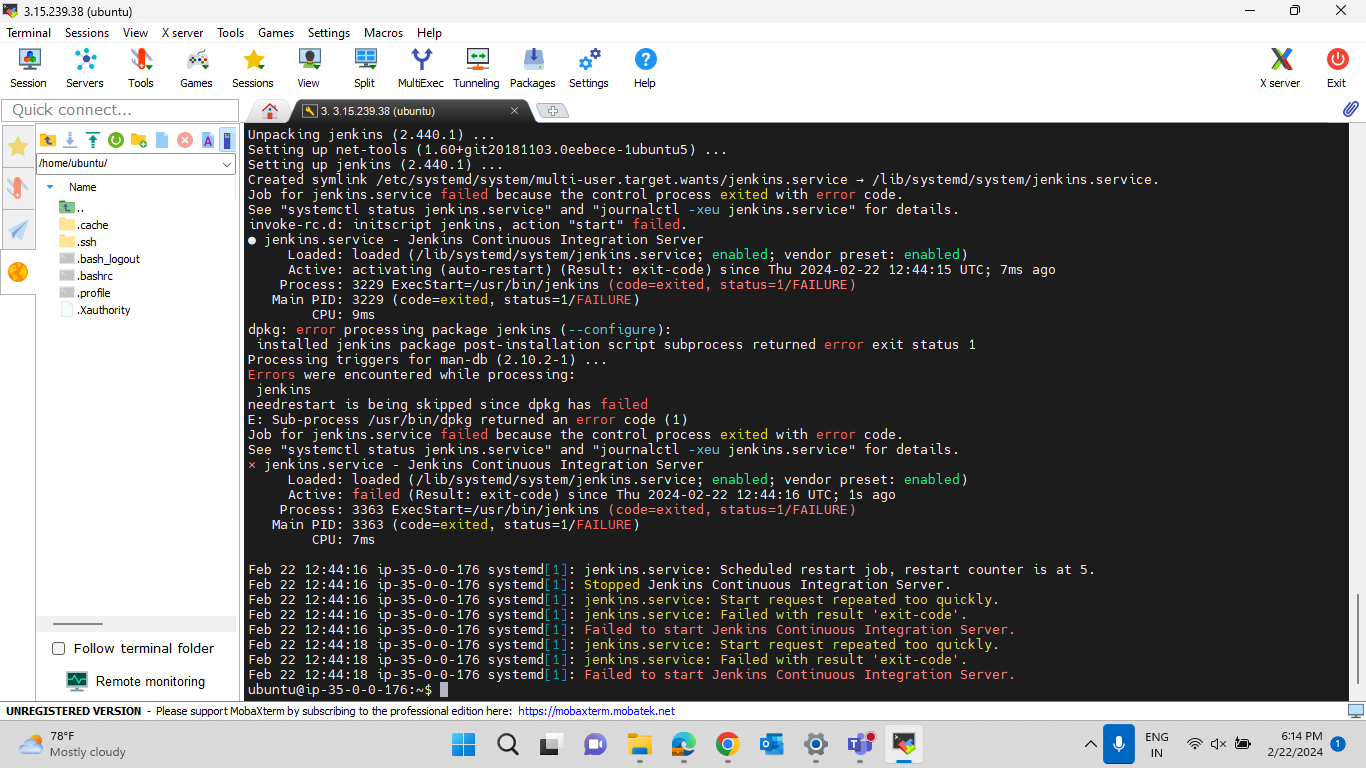 3.15.239.38 (ubuntu)
Terminal Sessions View X server Tools Games Settings Macros Help
Session Servers Tools Games Sessions View Split MultiExec Tunneling Packages Settings Help X server Exit
Quick connect...
3. 3.15.239.38 (ubuntu)
/home/ubuntu/
Name
..
.cache
.ssh
.bash_logout
.bashrc
.profile
.Xauthority
Follow terminal folder
Remote monitoring
Unpacking jenkins (2.440.1) ...
Setting up net-tools (1.60+git20181103.0eebece-1ubuntu5) ...
Setting up jenkins (2.440.1) ...
Created symlink /etc/systemd/system/multi-user.target.wants/jenkins.service → /lib/systemd/system/jenkins.service.
Job for jenkins.service failed because the control process exited with error code.
See "systemctl status jenkins.service" and "journalctl -xeu jenkins.service" for details.
invoke-rc.d: initscript jenkins, action "start" failed.
● jenkins.service - Jenkins Continuous Integration Server
Loaded: loaded (/lib/systemd/system/jenkins.service; enabled; vendor preset: enabled)
Active: activating (auto-restart) (Result: exit-code) since Thu 2024-02-22 12:44:15 UTC; 7ms ago
Process: 3229 ExecStart=/usr/bin/jenkins (code=exited, status=1/FAILURE)
Main PID: 3229 (code=exited, status=1/FAILURE)
CPU: 9ms
dpkg: error processing package jenkins (--configure):
installed jenkins package post-installation script subprocess returned error exit status 1
Processing triggers for man-db (2.10.2-1) ...
Errors were encountered while processing:
jenkins
needrestart is being skipped since dpkg has failed
E: Sub-process /usr/bin/dpkg returned an error code (1)
Job for jenkins.service failed because the control process exited with error code.
See "systemctl status jenkins.service" and "journalctl -xeu jenkins.service" for details.
× jenkins.service - Jenkins Continuous Integration Server
Loaded: loaded (/lib/systemd/system/jenkins.service; enabled; vendor preset: enabled)
Active: failed (Result: exit-code) since Thu 2024-02-22 12:44:16 UTC; 1s ago
Process: 3363 ExecStart=/usr/bin/jenkins (code=exited, status=1/FAILURE)
Main PID: 3363 (code=exited, status=1/FAILURE)
CPU: 7ms
Feb 22 12:44:16 ip-35-0-0-176 systemd[1]: jenkins.service: Scheduled restart job, restart counter is at 5.
Feb 22 12:44:16 ip-35-0-0-176 systemd[1]: Stopped Jenkins Continuous Integration Server.
Feb 22 12:44:16 ip-35-0-0-176 systemd[1]: jenkins.service: Start request repeated too quickly.
Feb 22 12:44:16 ip-35-0-0-176 systemd[1]: jenkins.service: Failed with result 'exit-code'.
Feb 22 12:44:16 ip-35-0-0-176 systemd[1]: Failed to start Jenkins Continuous Integration Server.
Feb 22 12:44:18 ip-35-0-0-176 systemd[1]: jenkins.service: Start request repeated too quickly.
Feb 22 12:44:18 ip-35-0-0-176 systemd[1]: jenkins.service: Failed with result 'exit-code'.
Feb 22 12:44:18 ip-35-0-0-176 systemd[1]: Failed to start Jenkins Continuous Integration Server.
ubuntu@ip-35-0-0-176:~$
UNREGISTERED VERSION - Please support MobaXterm by subscribing to the professional edition here: https://mobaxterm.mobatek.net
78°F
Mostly cloudy
ENG
IN
6:14 PM
2/22/2024
1